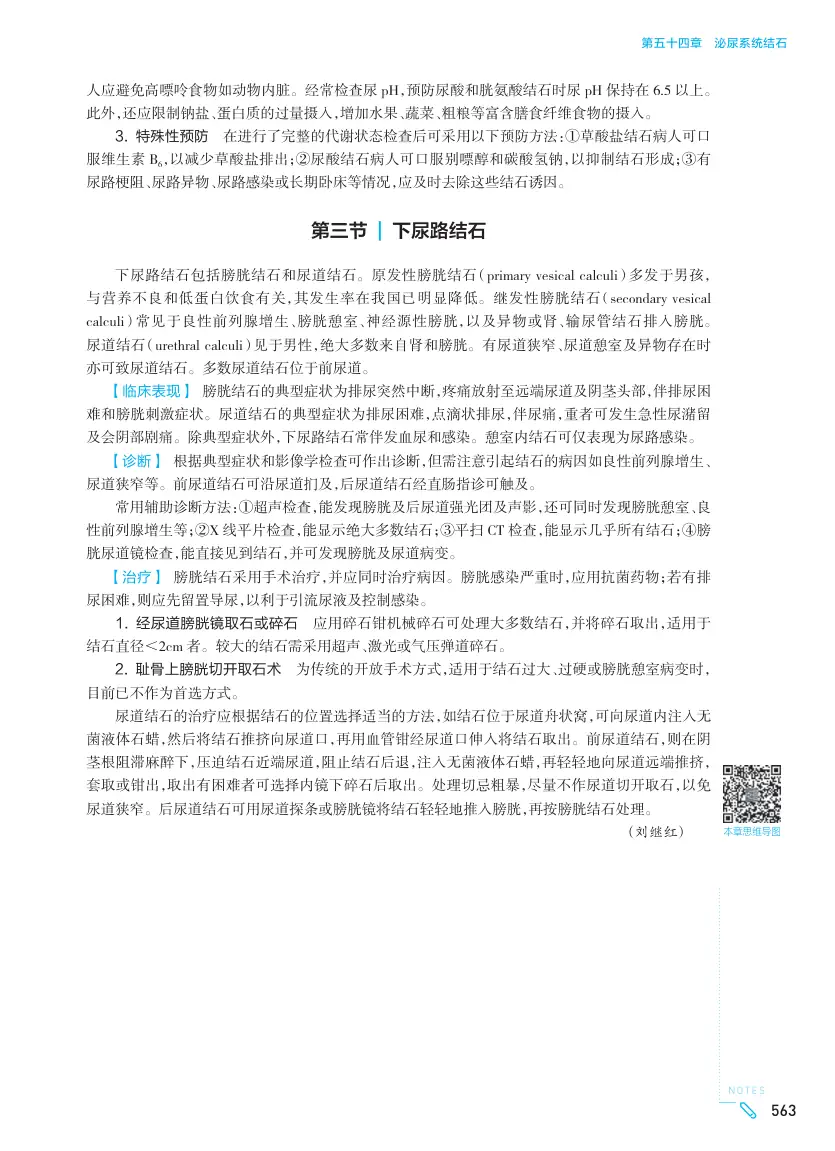 第五十四章 泌尿系统结石
人应避免高嘌呤食物如动物内脏。经常检查尿 pH,预防尿酸和胱氨酸结石时尿 pH 保持在 6.5 以上。
此外,还应限制钠盐、蛋白质的过量摄入,增加水果、蔬菜、粗粮等富含膳食纤维食物的摄入。
3. 特殊性预防 在进行了完整的代谢状态检查后可采用以下预防方法:①草酸盐结石病人可口
服维生素 B₆,以减少草酸盐排出;②尿酸结石病人可口服别嘌醇和碳酸氢钠,以抑制结石形成;③有
尿路梗阻、尿路异物、尿路感染或长期卧床等情况,应及时去除这些结石诱因。
第三节 | 下尿路结石
下尿路结石包括膀胱结石和尿道结石。原发性膀胱结石(primary vesical calculi)多发于男孩,
与营养不良和低蛋白饮食有关,其发生率在我国已明显降低。继发性膀胱结石(secondary vesical
calculi)常见于良性前列腺增生、膀胱憩室、神经源性膀胱,以及异物或肾、输尿管结石排入膀胱。
尿道结石(urethral calculi)见于男性,绝大多数来自肾和膀胱。有尿道狭窄、尿道憩室及异物存在时
亦可致尿道结石。多数尿道结石位于前尿道。
【临床表现】 膀胱结石的典型症状为排尿突然中断,疼痛放射至远端尿道及阴茎头部,伴排尿困
难和膀胱刺激症状。尿道结石的典型症状为排尿困难,点滴状排尿,伴尿痛,重者可发生急性尿潴留
及会阴部剧痛。除典型症状外,下尿路结石常伴发血尿和感染。憩室内结石可仅表现为尿路感染。
【诊断】 根据典型症状和影像学检查可作出诊断,但需注意引起结石的病因如良性前列腺增生、
尿道狭窄等。前尿道结石可沿尿道扪及,后尿道结石经直肠指诊可触及。
常用辅助诊断方法:①超声检查,能发现膀胱及后尿道强光团及声影,还可同时发现膀胱憩室、良
性前列腺增生等;②X 线平片检查,能显示绝大多数结石;③平扫 CT 检查,能显示几乎所有结石;④膀
胱尿道镜检查,能直接见到结石,并可发现膀胱及尿道病变。
【治疗】 膀胱结石采用手术治疗,并应同时治疗病因。膀胱感染严重时,应用抗菌药物;若有排
尿困难,则应先留置导尿,以利于引流尿液及控制感染。
1. 经尿道膀胱镜取石或碎石 应用碎石钳机械碎石可处理大多数结石,并将碎石取出,适用于
结石直径＜2cm 者。较大的结石需采用超声、激光或气压弹道碎石。
2. 耻骨上膀胱切开取石术 为传统的开放手术方式,适用于结石过大、过硬或膀胱憩室病变时,
目前已不作为首选方式。
尿道结石的治疗应根据结石的位置选择适当的方法,如结石位于尿道舟状窝,可向尿道内注入无
菌液体石蜡,然后将结石推挤向尿道口,再用血管钳经尿道口伸入将结石取出。前尿道结石,则在阴
茎根阻滞麻醉下,压迫结石近端尿道,阻止结石后退,注入无菌液体石蜡,再轻轻地向尿道远端推挤,
套取或钳出,取出有困难者可选择内镜下碎石后取出。处理切忌粗暴,尽量不作尿道切开取石,以免
尿道狭窄。后尿道结石可用尿道探条或膀胱镜将结石轻轻地推入膀胱,再按膀胱结石处理。
(刘继红)
本章思维导图
NOTES
563